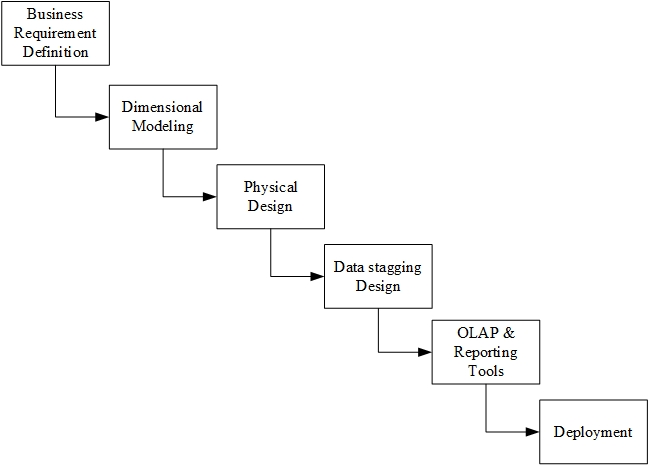 Business
Requirement
Definition
Dimensional
Modeling
Physical
Design
Data stagging
Design
OLAP &
Reporting
Tools
Deployment